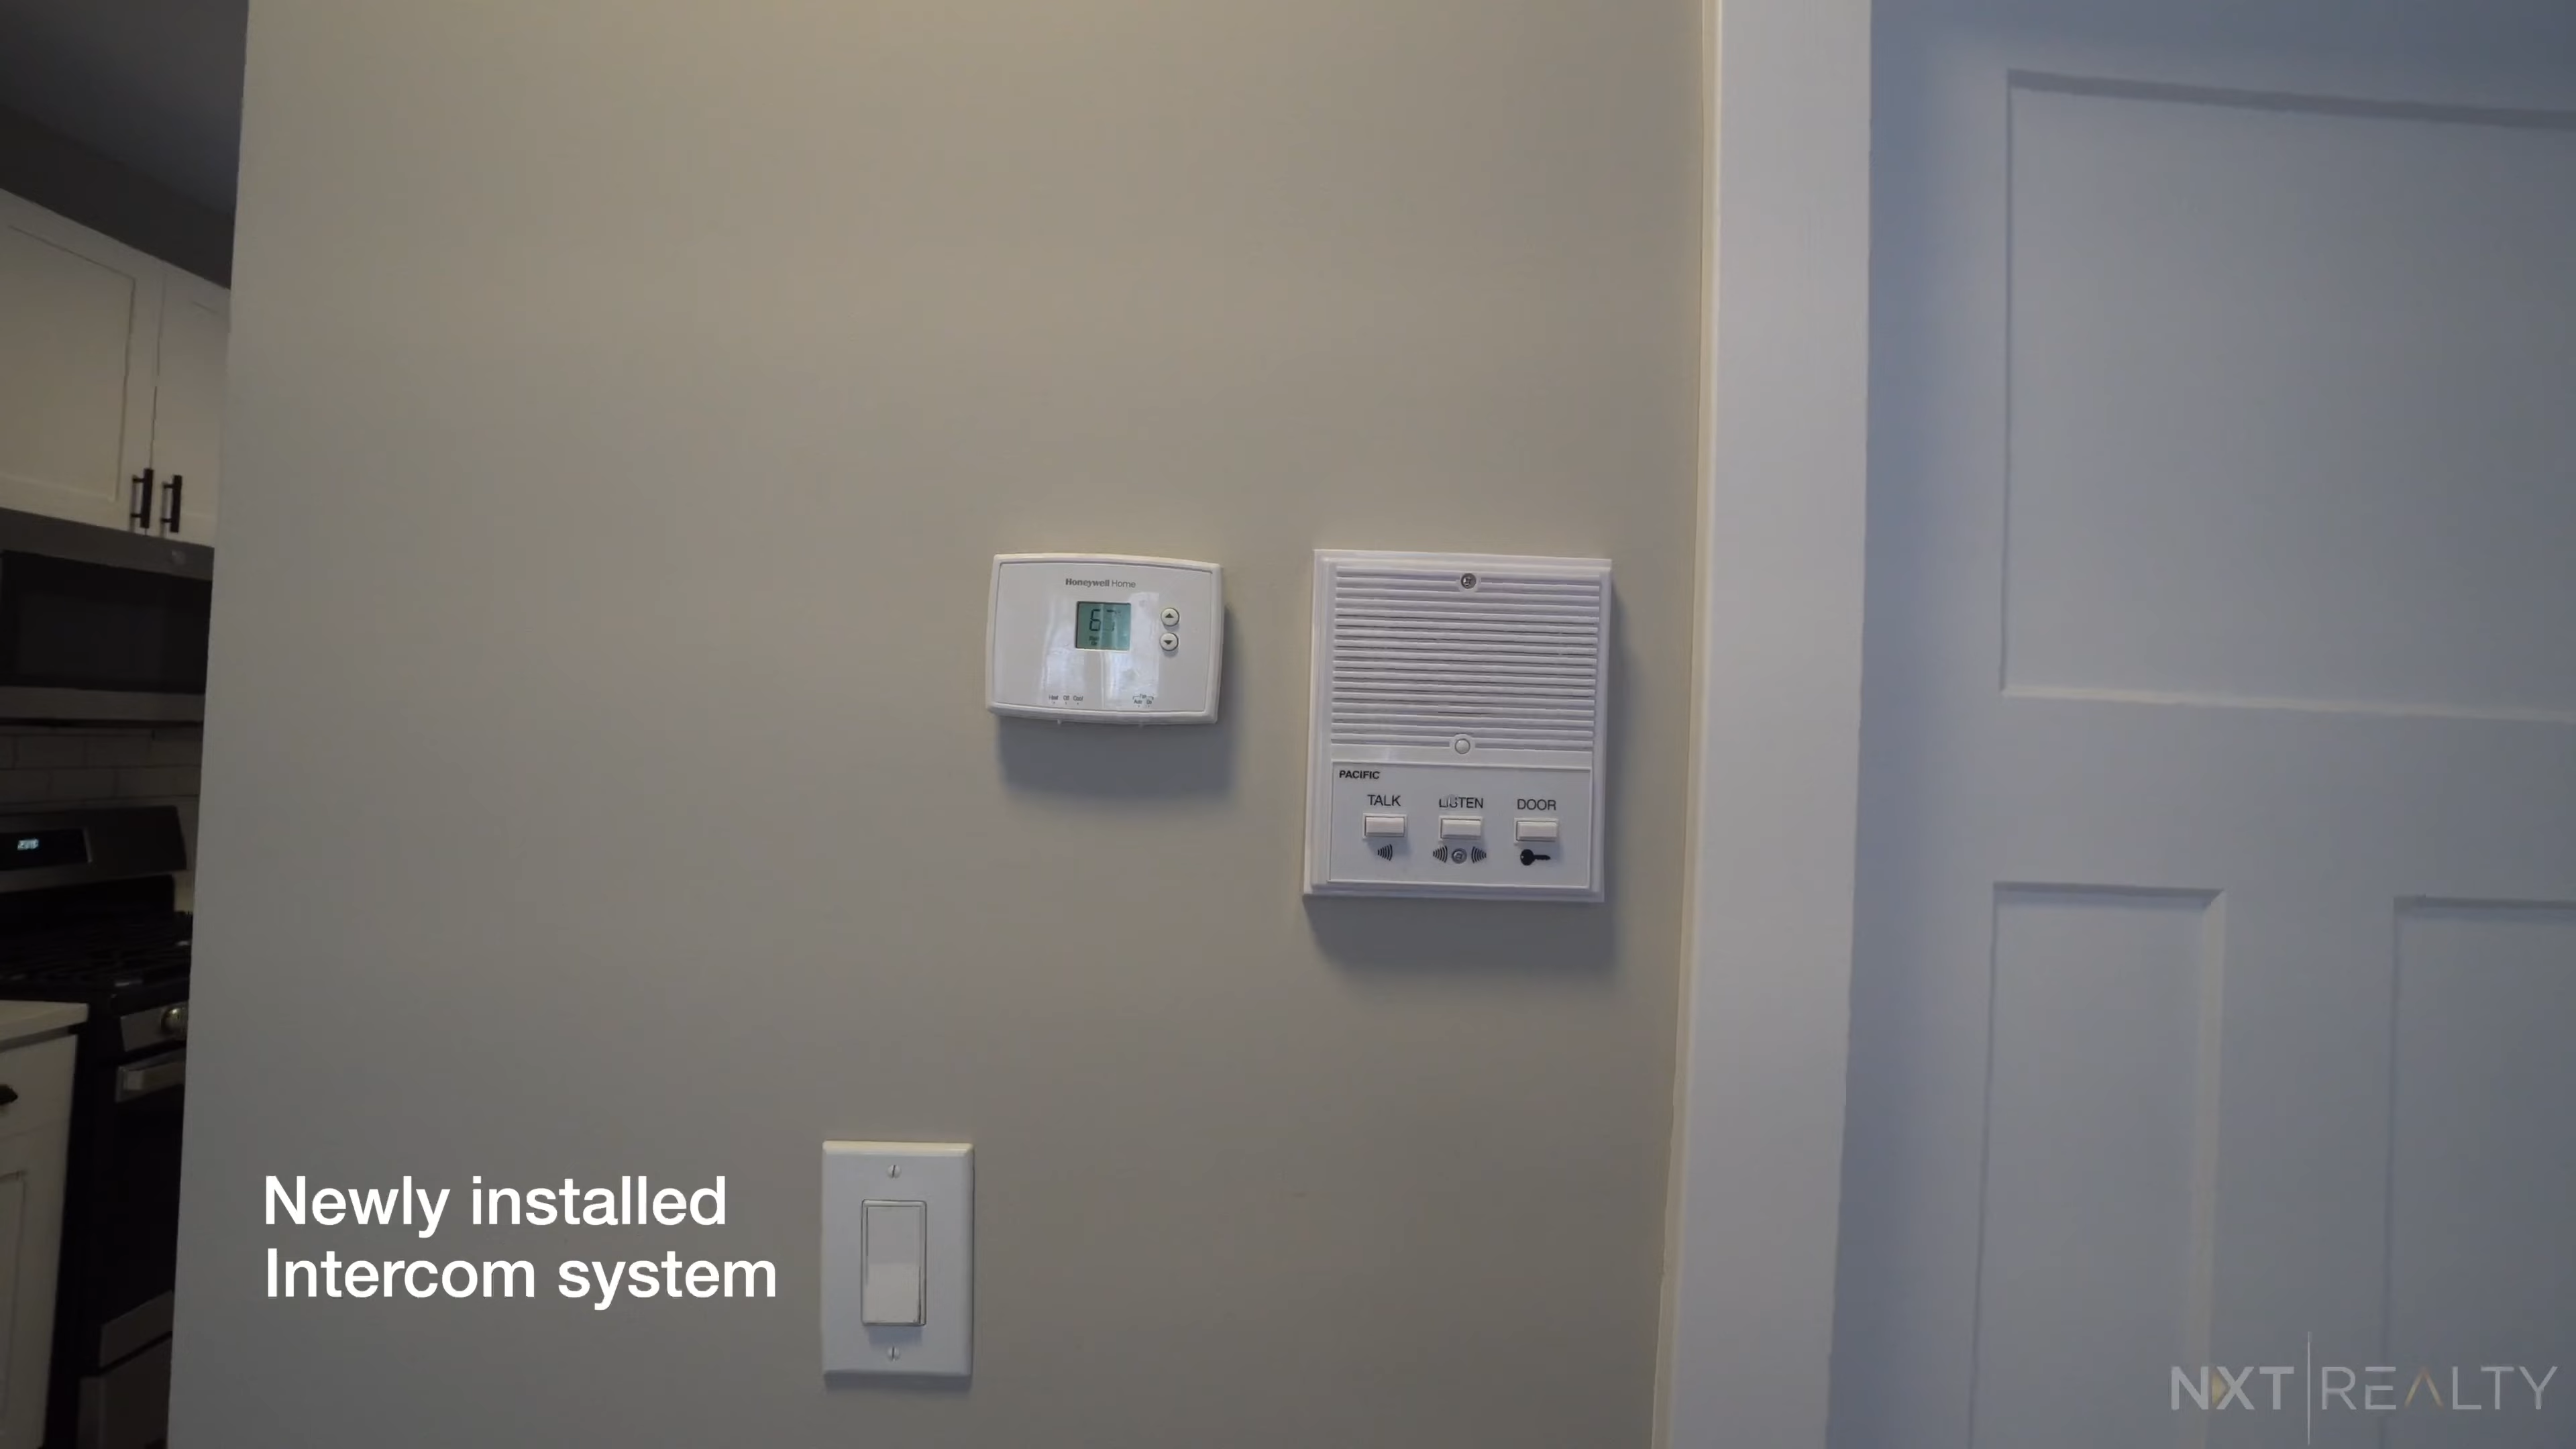 Honeywell Home
PACIFIC
TALK LISTEN DOOR
Newly installed
Intercom system
NXT REALTY